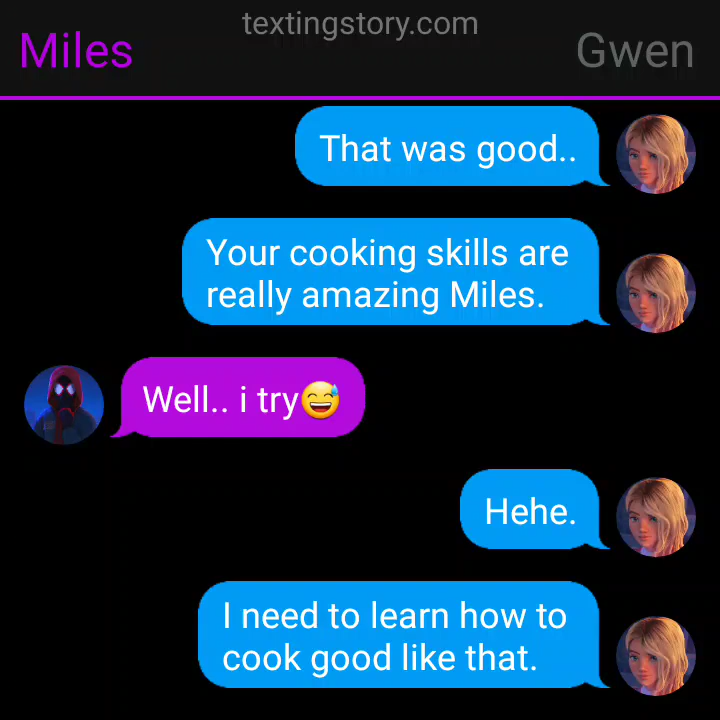 textingstory.com
Miles
Gwen
That was good..
Your cooking skills are
really amazing Miles.
Well.. i try😅
Hehe.
I need to learn how to
cook good like that.